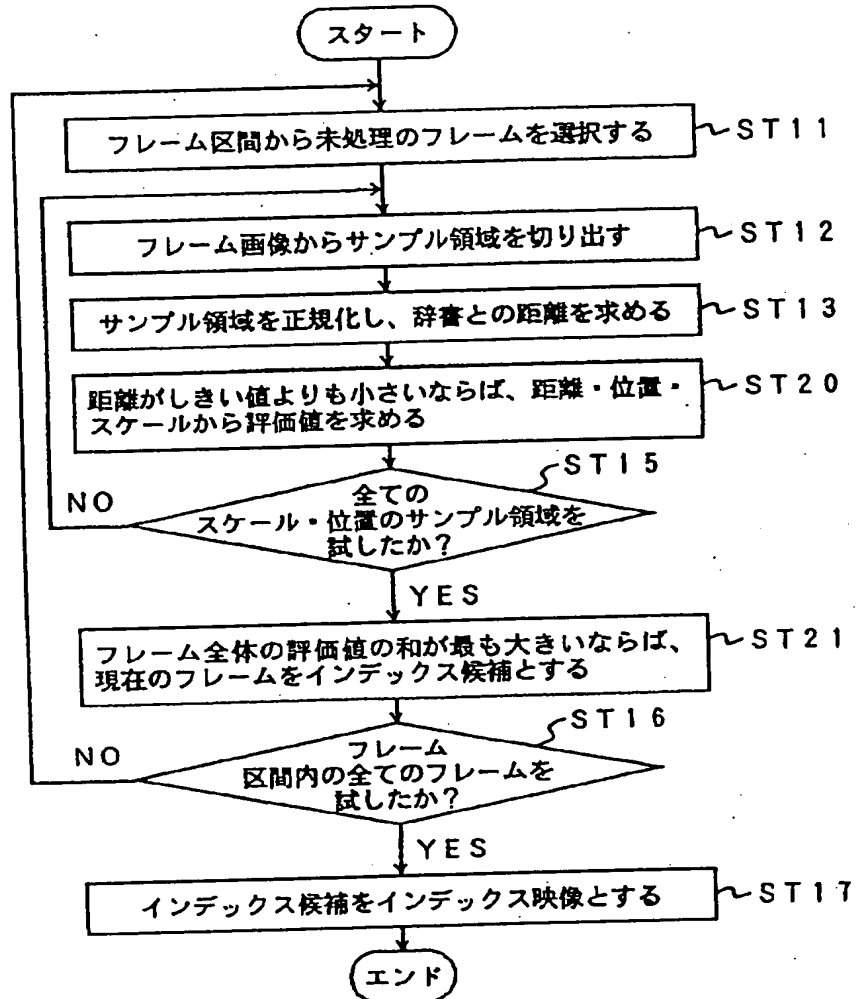 スタート
フレーム区間から未処理のフレームを選択する
ST11
フレーム画像からサンプル領域を切り出す
ST12
サンプル領域を正規化し、辞書との距離を求める
ST13
距離がしきい値よりも小さいならば、距離・位置・
スケールから評価値を求める
ST20
ST15
NO
全ての
スケール・位置のサンプル領域を
試したか?
YES
フレーム全体の評価値の和が最も大きいならば、
現在のフレームをインデックス候補とする
ST21
ST16
NO
フレーム
区間内の全てのフレームを
試したか?
YES
インデックス候補をインデックス映像とする
ST17
エンド